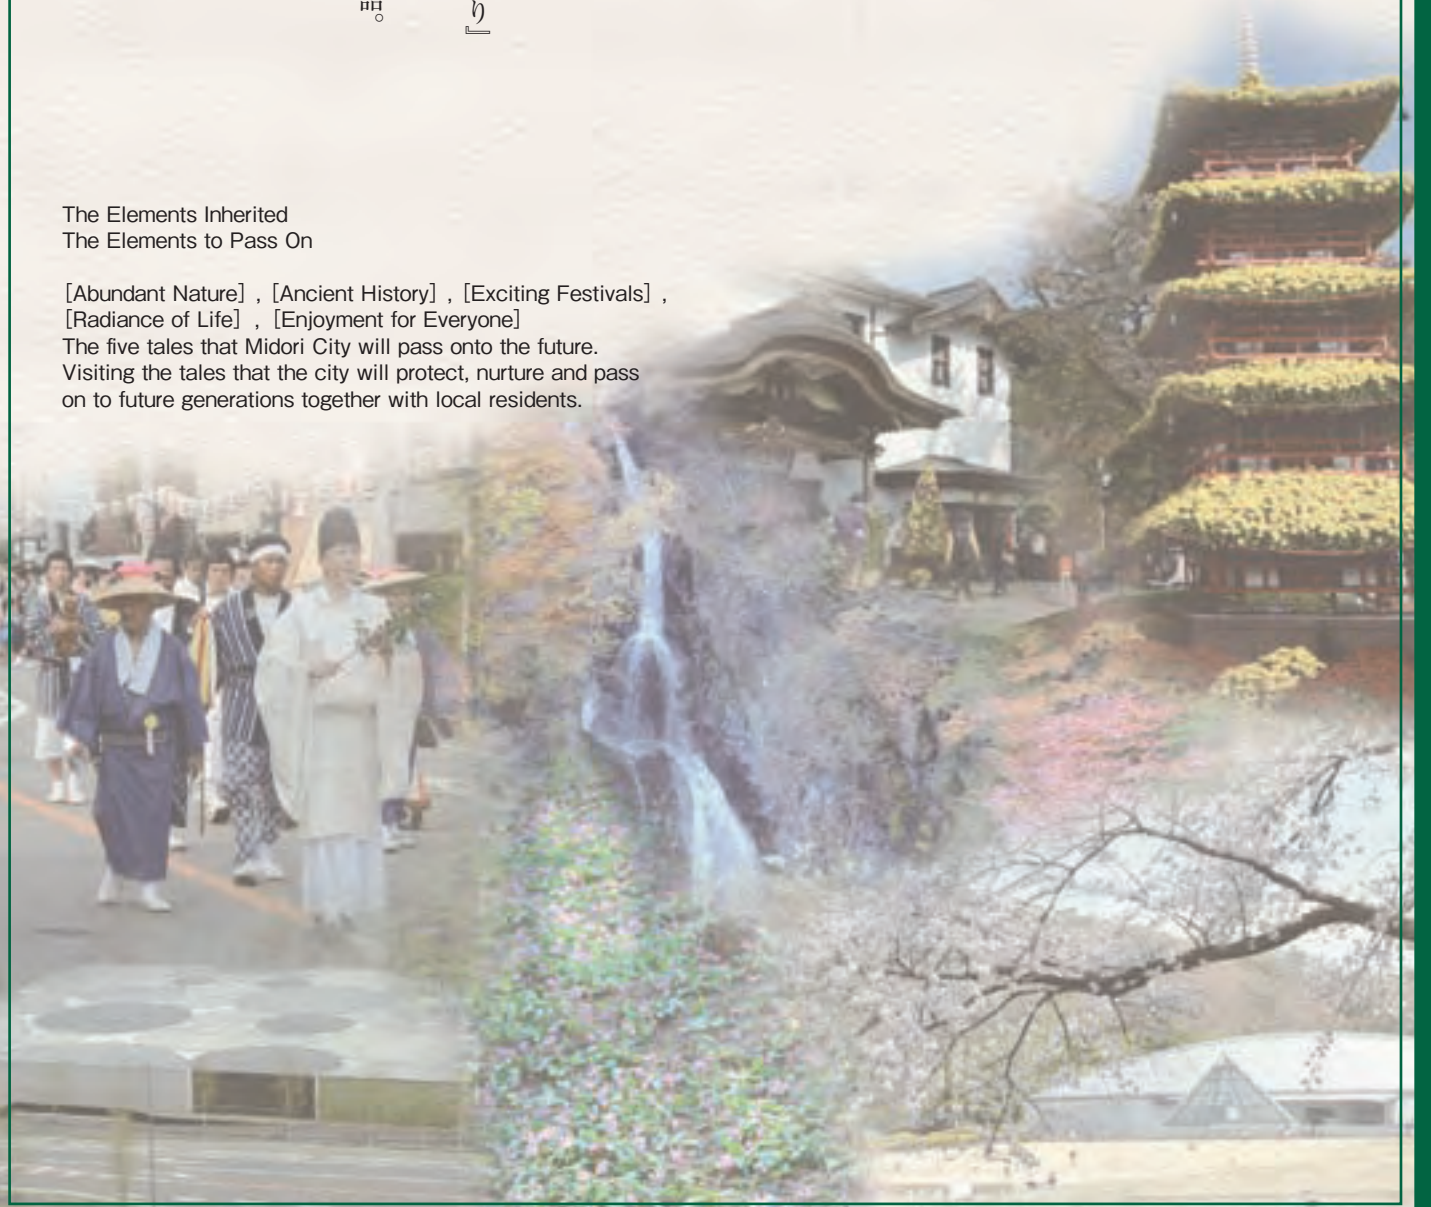 り』
語。
The Elements Inherited
The Elements to Pass On
［Abundant Nature］,［Ancient History］,［Exciting Festivals］,
［Radiance of Life］,［Enjoyment for Everyone］
The five tales that Midori City will pass onto the future.
Visiting the tales that the city will protect, nurture and pass
on to future generations together with local residents.